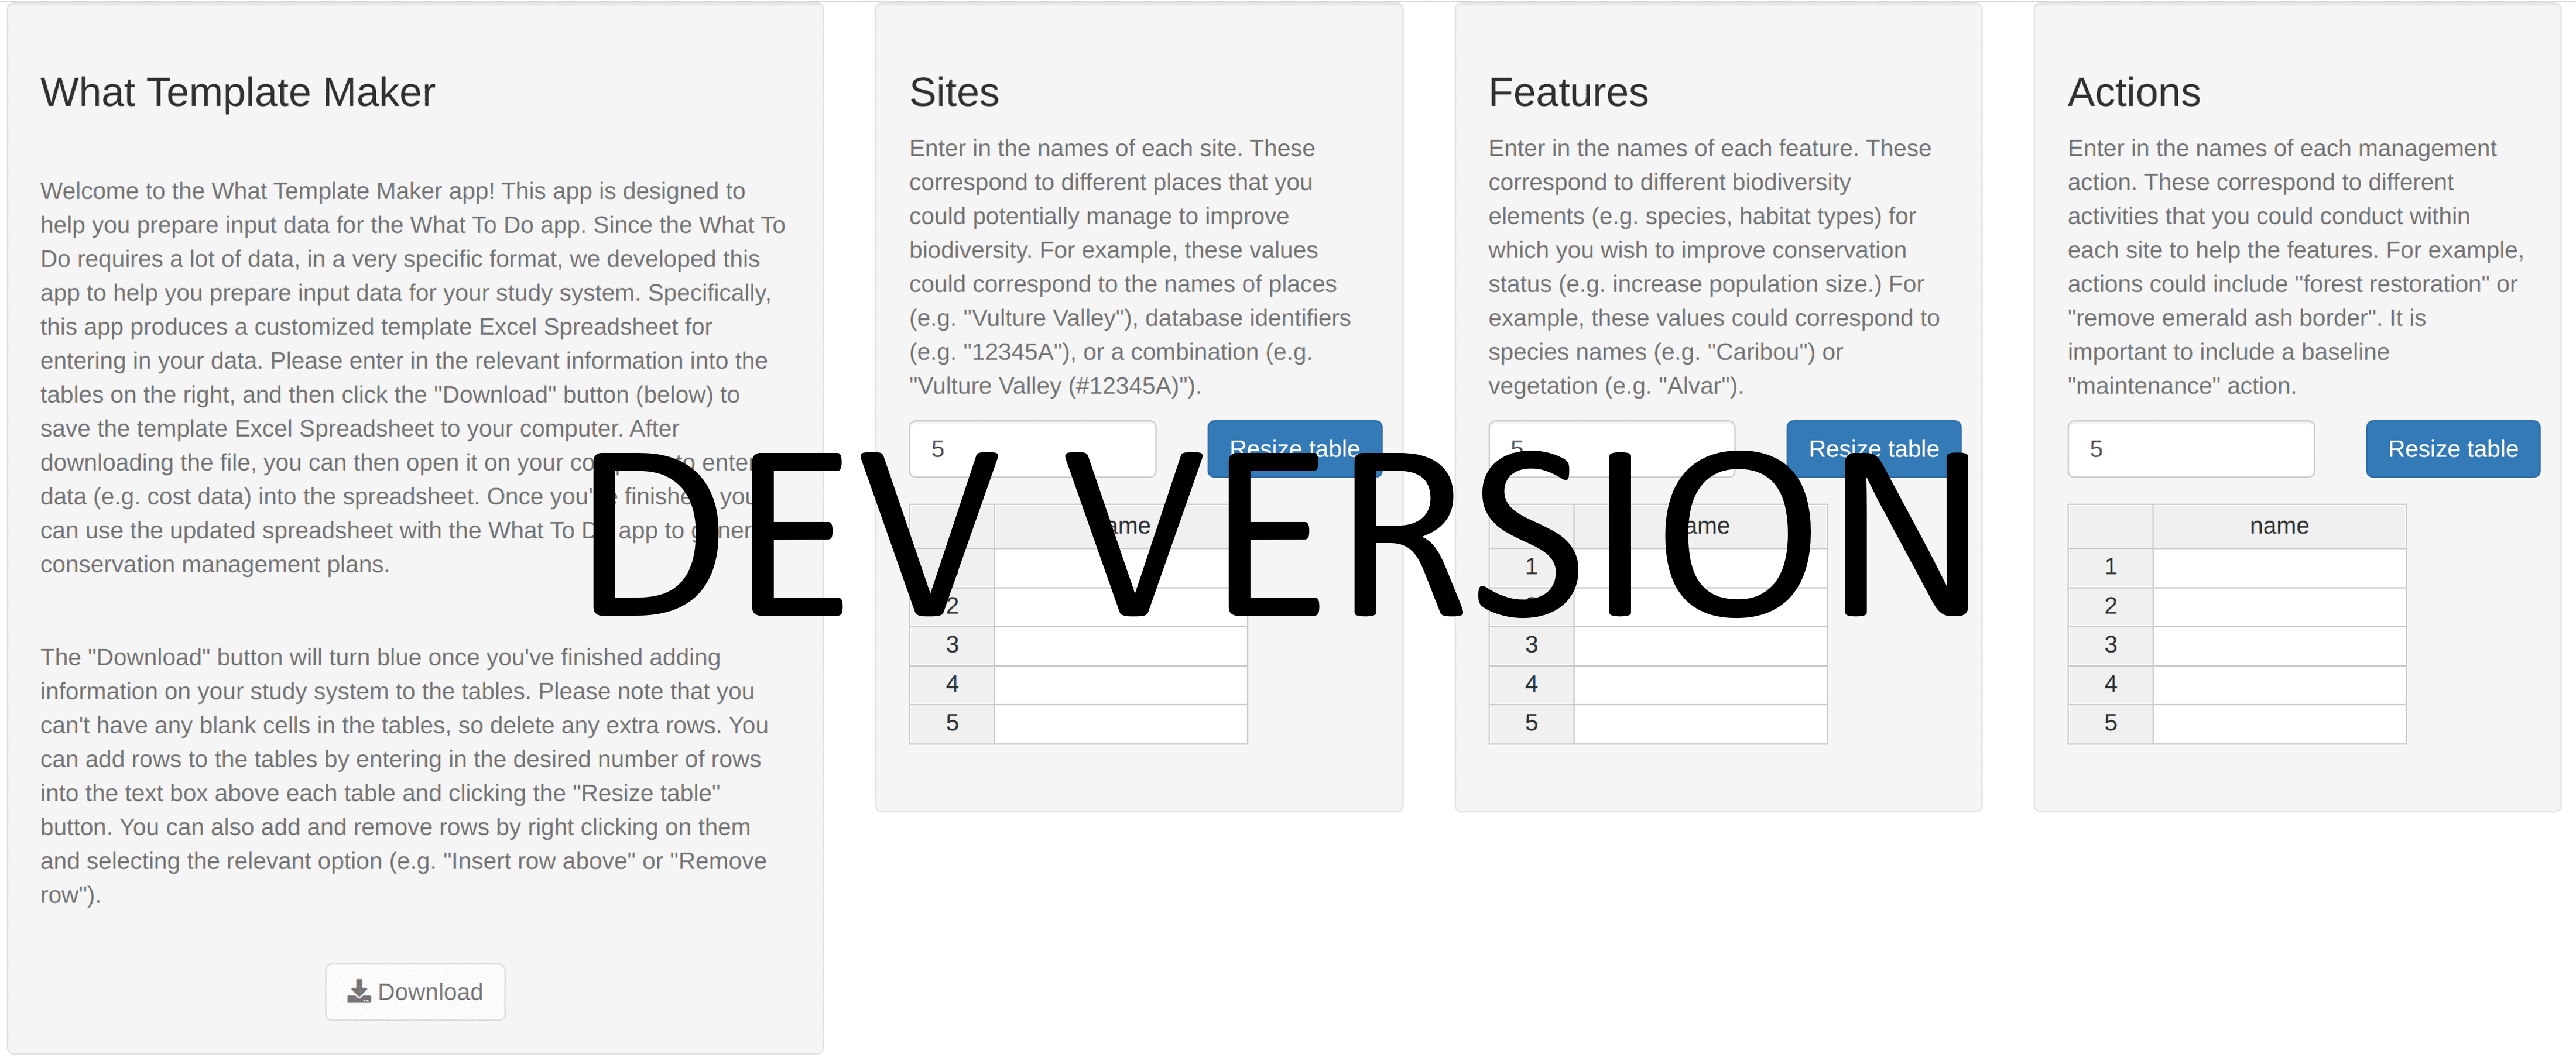 What Template Maker
Welcome to the What Template Maker app! This app is designed to
help you prepare input data for the What To Do app. Since the What To
Do requires a lot of data, in a very specific format, we developed this
app to help you prepare input data for your study system. Specifically,
this app produces a customized template Excel Spreadsheet for
entering in your data. Please enter in the relevant information into the
tables on the right, and then click the "Download" button (below) to
save the template Excel Spreadsheet to your computer. After
downloading the file, you can then open it on your to enter
data (e.g. cost data) into the spreadsheet. Once you've finished you
can use the updated spreadsheet with the What To Do app to
conservation management plans.
The "Download" button will turn blue once you've finished adding
information on your study system to the tables. Please note that you
can't have any blank cells in the tables, so delete any extra rows. You
can add rows to the tables by entering in the desired number of rows
into the text box above each table and clicking the "Resize table"
button. You can also add and remove rows by right clicking on them
and selecting the relevant option (e.g. "Insert row above" or "Remove
row").
Download
Sites
Enter in the names of each site. These
correspond to different places that you
could potentially manage to improve
biodiversity. For example, these values
could correspond to the names of places
(e.g. "Vulture Valley"), database identifiers
(e.g. "12345A"), or a combination (e.g.
"Vulture Valley (#12345A)").
5 Resize table
name
2
3
4
5
Features
Enter in the names of each feature. These
correspond to different biodiversity
elements (e.g. species, habitat types) for
which you wish to improve conservation
status (e.g. increase population size.) For
example, these values could correspond to
species names (e.g. "Caribou") or
vegetation (e.g. "Alvar").
5 Resize table
name
1
3
4
5
Actions
Enter in the names of each management
action. These correspond to different
activities that you could conduct within
each site to help the features. For example,
actions could include "forest restoration" or
"remove emerald ash border". It is
important to include a baseline
"maintenance" action.
5 Resize table
name
1
2
3
4
5
DEV VERSION